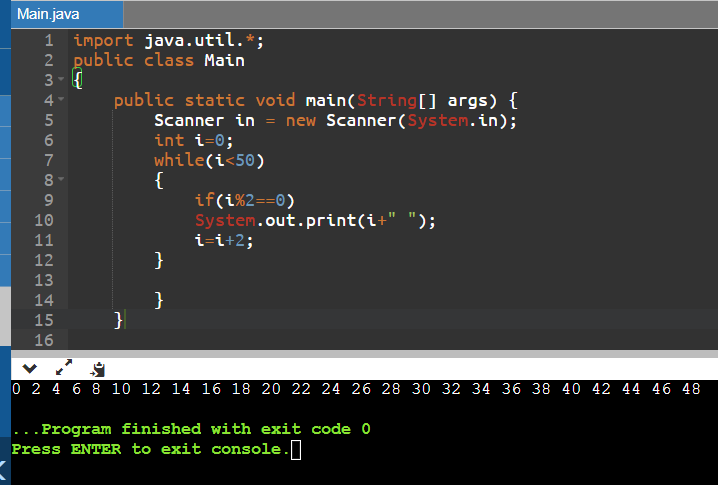 Main.java
1 import java.util.*;
2 public class Main
3 {
4 public static void main(String[] args) {
5 Scanner in = new Scanner(System.in);
6 int i=0;
7 while(i<50)
8 {
9 if(i%2==0)
10 System.out.print(i+" ");
11 i=i+2;
12 }
13
14 }
15 }
16
0 2 4 6 8 10 12 14 16 18 20 22 24 26 28 30 32 34 36 38 40 42 44 46 48
...Program finished with exit code 0
Press ENTER to exit console.